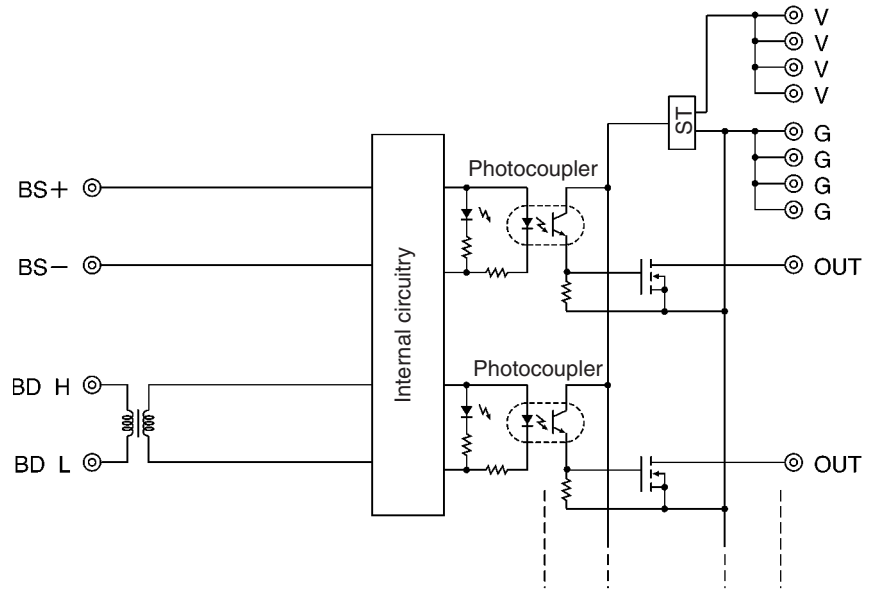 V
V
V
V
ST
G
G
G
G
Photocoupler
BS+
BS−
Internal circuitry
OUT
Photocoupler
BD H
BD L
OUT